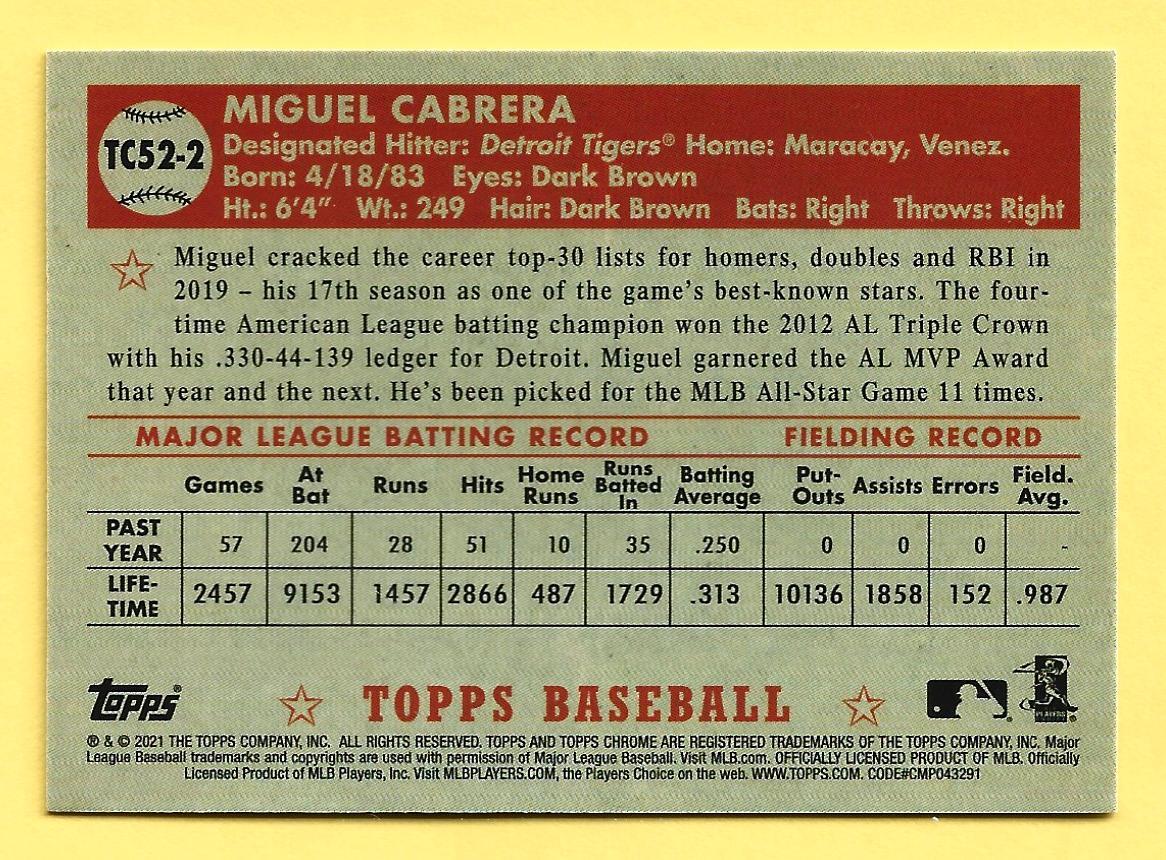 TC52-2
MIGUEL CABRERA
Designated Hitter: Detroit Tigers® Home: Maracay, Venez.
Born: 4/18/83 Eyes: Dark Brown
Ht.: 6'4" Wt.: 249 Hair: Dark Brown Bats: Right Throws: Right
Miguel cracked the career top-30 lists for homers, doubles and RBI in
2019 – his 17th season as one of the game's best-known stars. The four-
time American League batting champion won the 2012 AL Triple Crown
with his .330-44-139 ledger for Detroit. Miguel garnered the AL MVP Award
that year and the next. He's been picked for the MLB All-Star Game 11 times.
MAJOR LEAGUE BATTING RECORD FIELDING RECORD
Games At Bat Runs Hits Home Runs Runs Batted In Batting Average Put-Outs Assists Errors Field. Avg.
PAST YEAR 57 204 28 51 10 35 .250 0 0 0 -
LIFE-TIME 2457 9153 1457 2866 487 1729 .313 10136 1858 152 .987
Topps® TOPPS BASEBALL PLAYERS
® & © 2021 THE TOPPS COMPANY, INC. ALL RIGHTS RESERVED. TOPPS AND TOPPS CHROME ARE REGISTERED TRADEMARKS OF THE TOPPS COMPANY, INC. Major
League Baseball trademarks and copyrights are used with permission of Major League Baseball. Visit MLB.com. OFFICIALLY LICENSED PRODUCT OF MLB. Officially
Licensed Product of MLB Players, Inc. Visit MLBPLAYERS.COM, the Players Choice on the web. WWW.TOPPS.COM. CODE#CMP043291